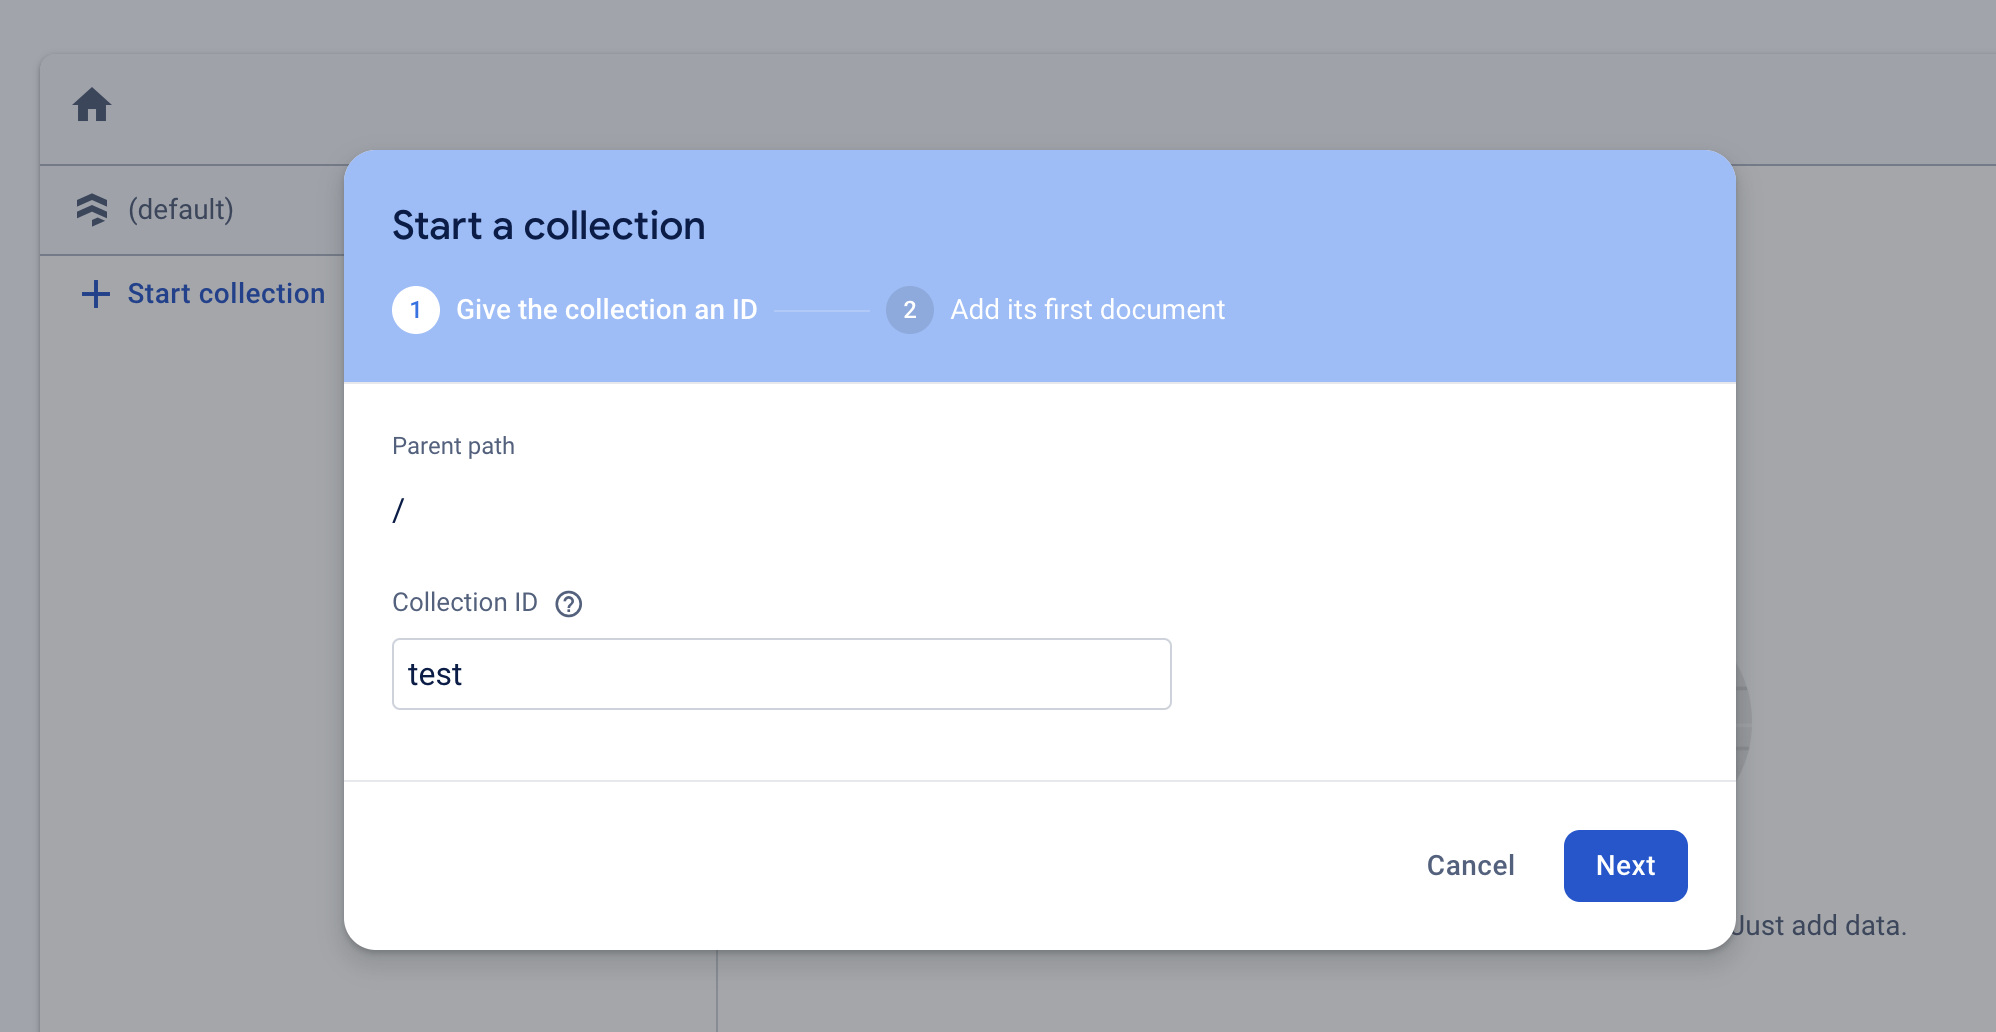 (default)
Start collection
Start a collection
1 Give the collection an ID 2 Add its first document
Parent path
/
Collection ID ?
test
Cancel Next
Just add data.